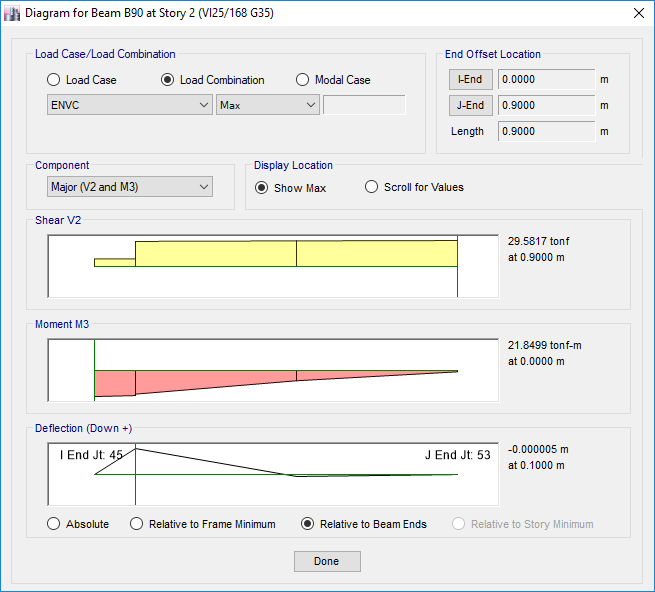 Diagram for Beam B90 at Story 2 (VI25/168 G35)
Load Case/Load Combination
Load Case
Load Combination
Modal Case
ENVC
Max
End Offset Location
I-End
0.0000
m
J-End
0.9000
m
Length
0.9000
m
Component
Major (V2 and M3)
Display Location
Show Max
Scroll for Values
Shear V2
29.5817 tonf
at 0.9000 m
Moment M3
21.8499 tonf-m
at 0.0000 m
Deflection (Down +)
I End Jt: 45
J End Jt: 53
-0.000005 m
at 0.1000 m
Absolute
Relative to Frame Minimum
Relative to Beam Ends
Relative to Story Minimum
Done